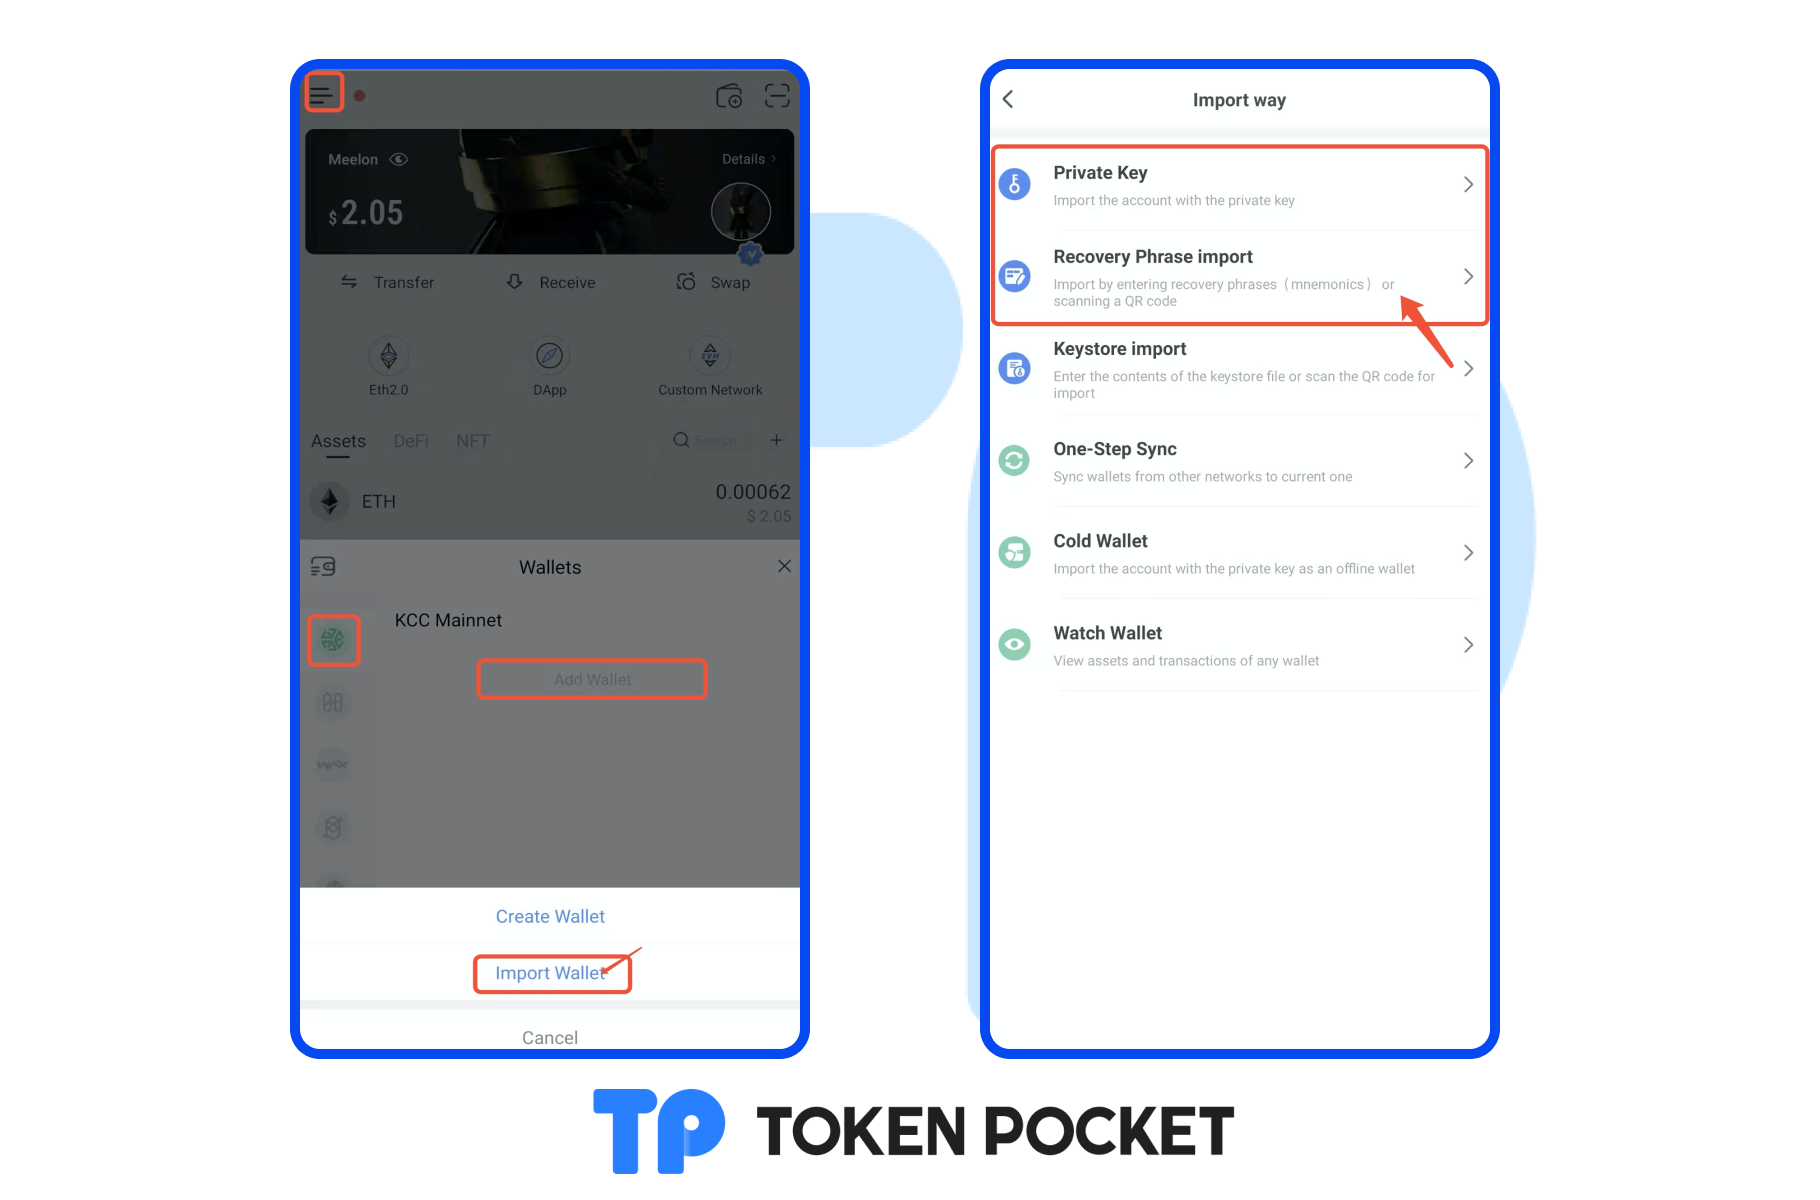 Meelon
Details
$ 2.05
Transfer
Receive
Swap
EVM
Eth2.0
DApp
Custom Network
Assets
DeFi
NFT
Search
ETH
0.00062
$ 2.05
Wallets
KCC Mainnet
Add Wallet
WAX
Create Wallet
Import Wallet
Cancel
Import way
Private Key
Import the account with the private key
Recovery Phrase import
Import by entering recovery phrases（mnemonics） or
scanning a QR code
Keystore import
Enter the contents of the keystore file or scan the QR code for
import
One-Step Sync
Sync wallets from other networks to current one
Cold Wallet
Import the account with the private key as an offline wallet
Watch Wallet
View assets and transactions of any wallet
TP TOKEN POCKET